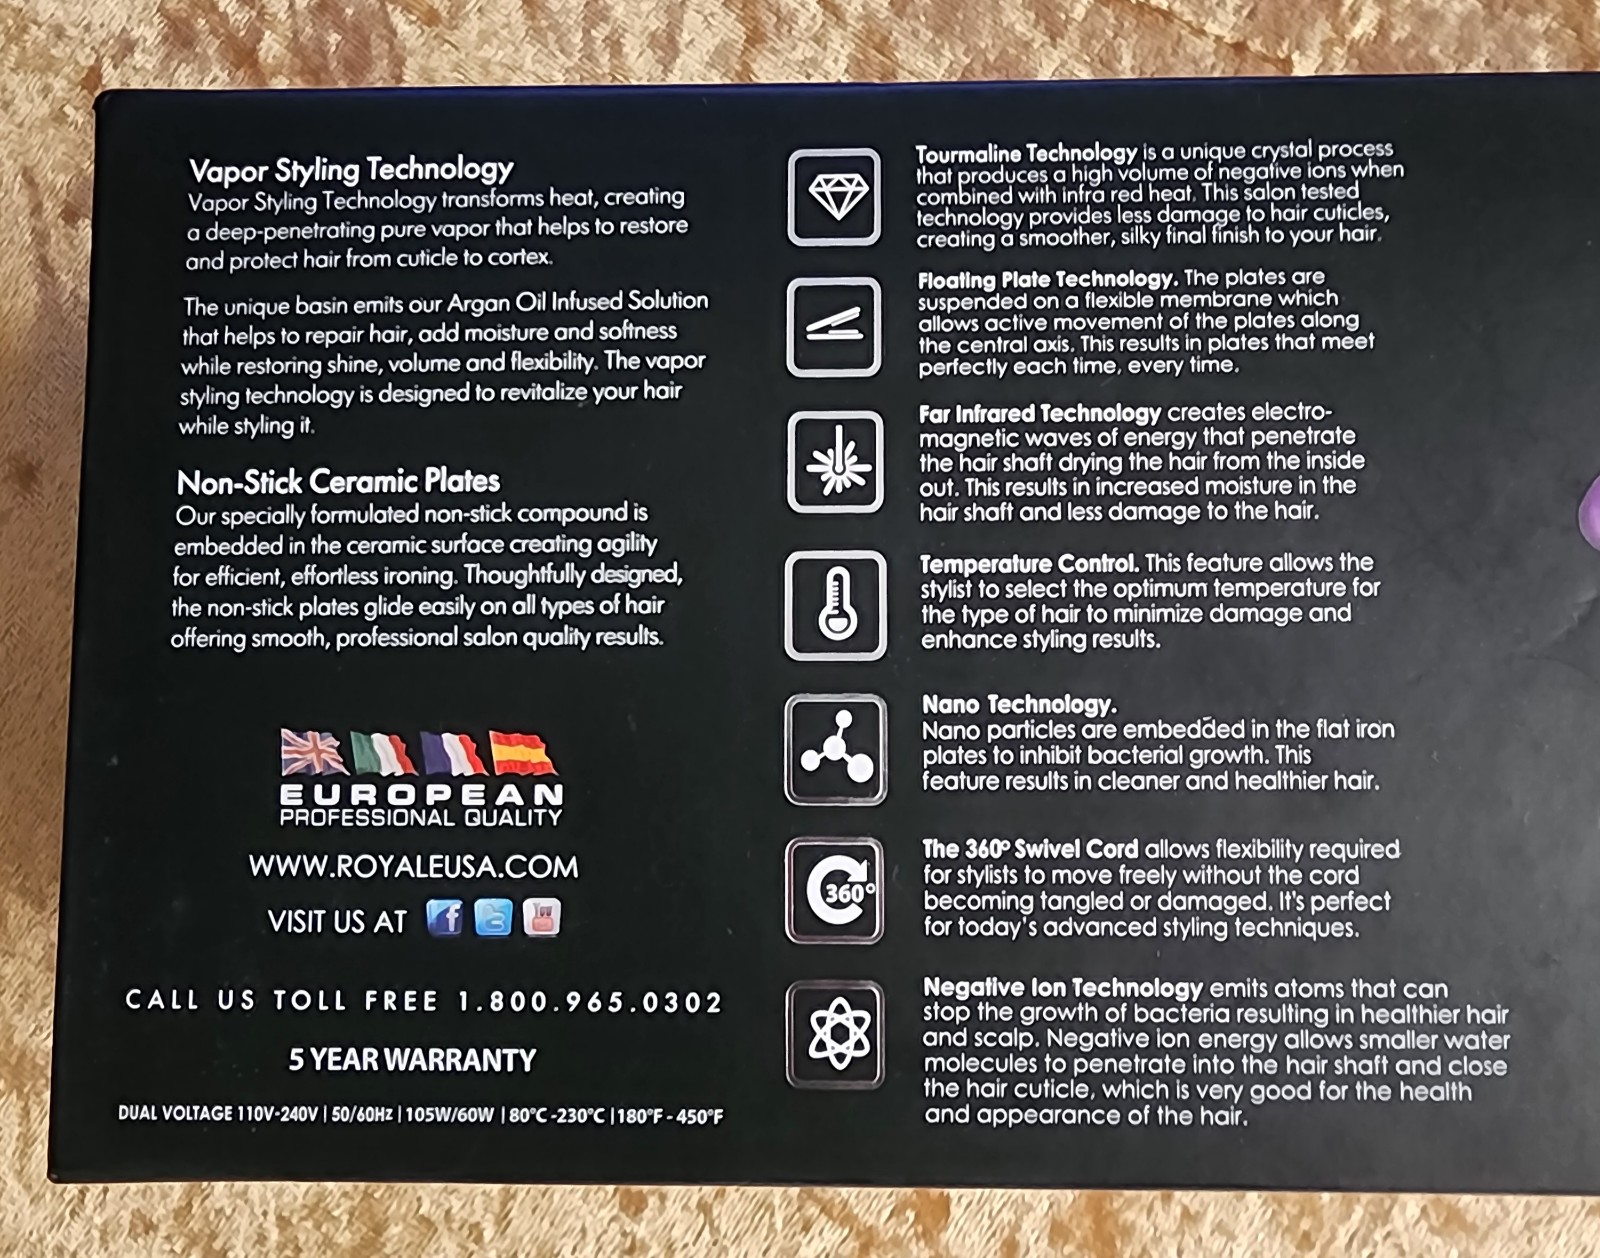 Vapor Styling Technology
Vapor Styling Technology transforms heat, creating
a deep-penetrating pure vapor that helps to restore
and protect hair from cuticle to cortex.
The unique basin emits our Argan Oil Infused Solution
that helps to repair hair, add moisture and softness
while restoring shine, volume and flexibility. The vapor
styling technology is designed to revitalize your hair
while styling it.
Non-Stick Ceramic Plates
Our specially formulated non-stick compound is
embedded in the ceramic surface creating agility
for efficient, effortless ironing. Thoughtfully designed,
the non-stick plates glide easily on all types of hair
offering smooth, professional salon quality results.
EUROPEAN
PROFESSIONAL QUALITY
WWW.ROYALEUSA.COM
VISIT US AT f t
CALL US TOLL FREE 1.800.965.0302
5 YEAR WARRANTY
DUAL VOLTAGE 110V-240V | 50/60Hz | 105W/60W | 80°C -230°C | 180°F - 450°F
Tourmaline Technology is a unique crystal process
that produces a high volume of negative ions when
combined with infra red heat. This salon tested
technology provides less damage to hair cuticles,
creating a smoother, silky final finish to your hair.
Floating Plate Technology. The plates are
suspended on a flexible membrane which
allows active movement of the plates along
the central axis. This results in plates that meet
perfectly each time, every time.
Far Infrared Technology creates electro-
magnetic waves of energy that penetrate
the hair shaft drying the hair from the inside
out. This results in increased moisture in the
hair shaft and less damage to the hair.
Temperature Control. This feature allows the
stylist to select the optimum temperature for
the type of hair to minimize damage and
enhance styling results.
Nano Technology.
Nano particles are embedded in the flat iron
plates to inhibit bacterial growth. This
feature results in cleaner and healthier hair.
360°
The 360º Swivel Cord allows flexibility required
for stylists to move freely without the cord
becoming tangled or damaged. It's perfect
for today's advanced styling techniques.
Negative Ion Technology emits atoms that can
stop the growth of bacteria resulting in healthier hair
and scalp. Negative ion energy allows smaller water
molecules to penetrate into the hair shaft and close
the hair cuticle, which is very good for the health
and appearance of the hair.